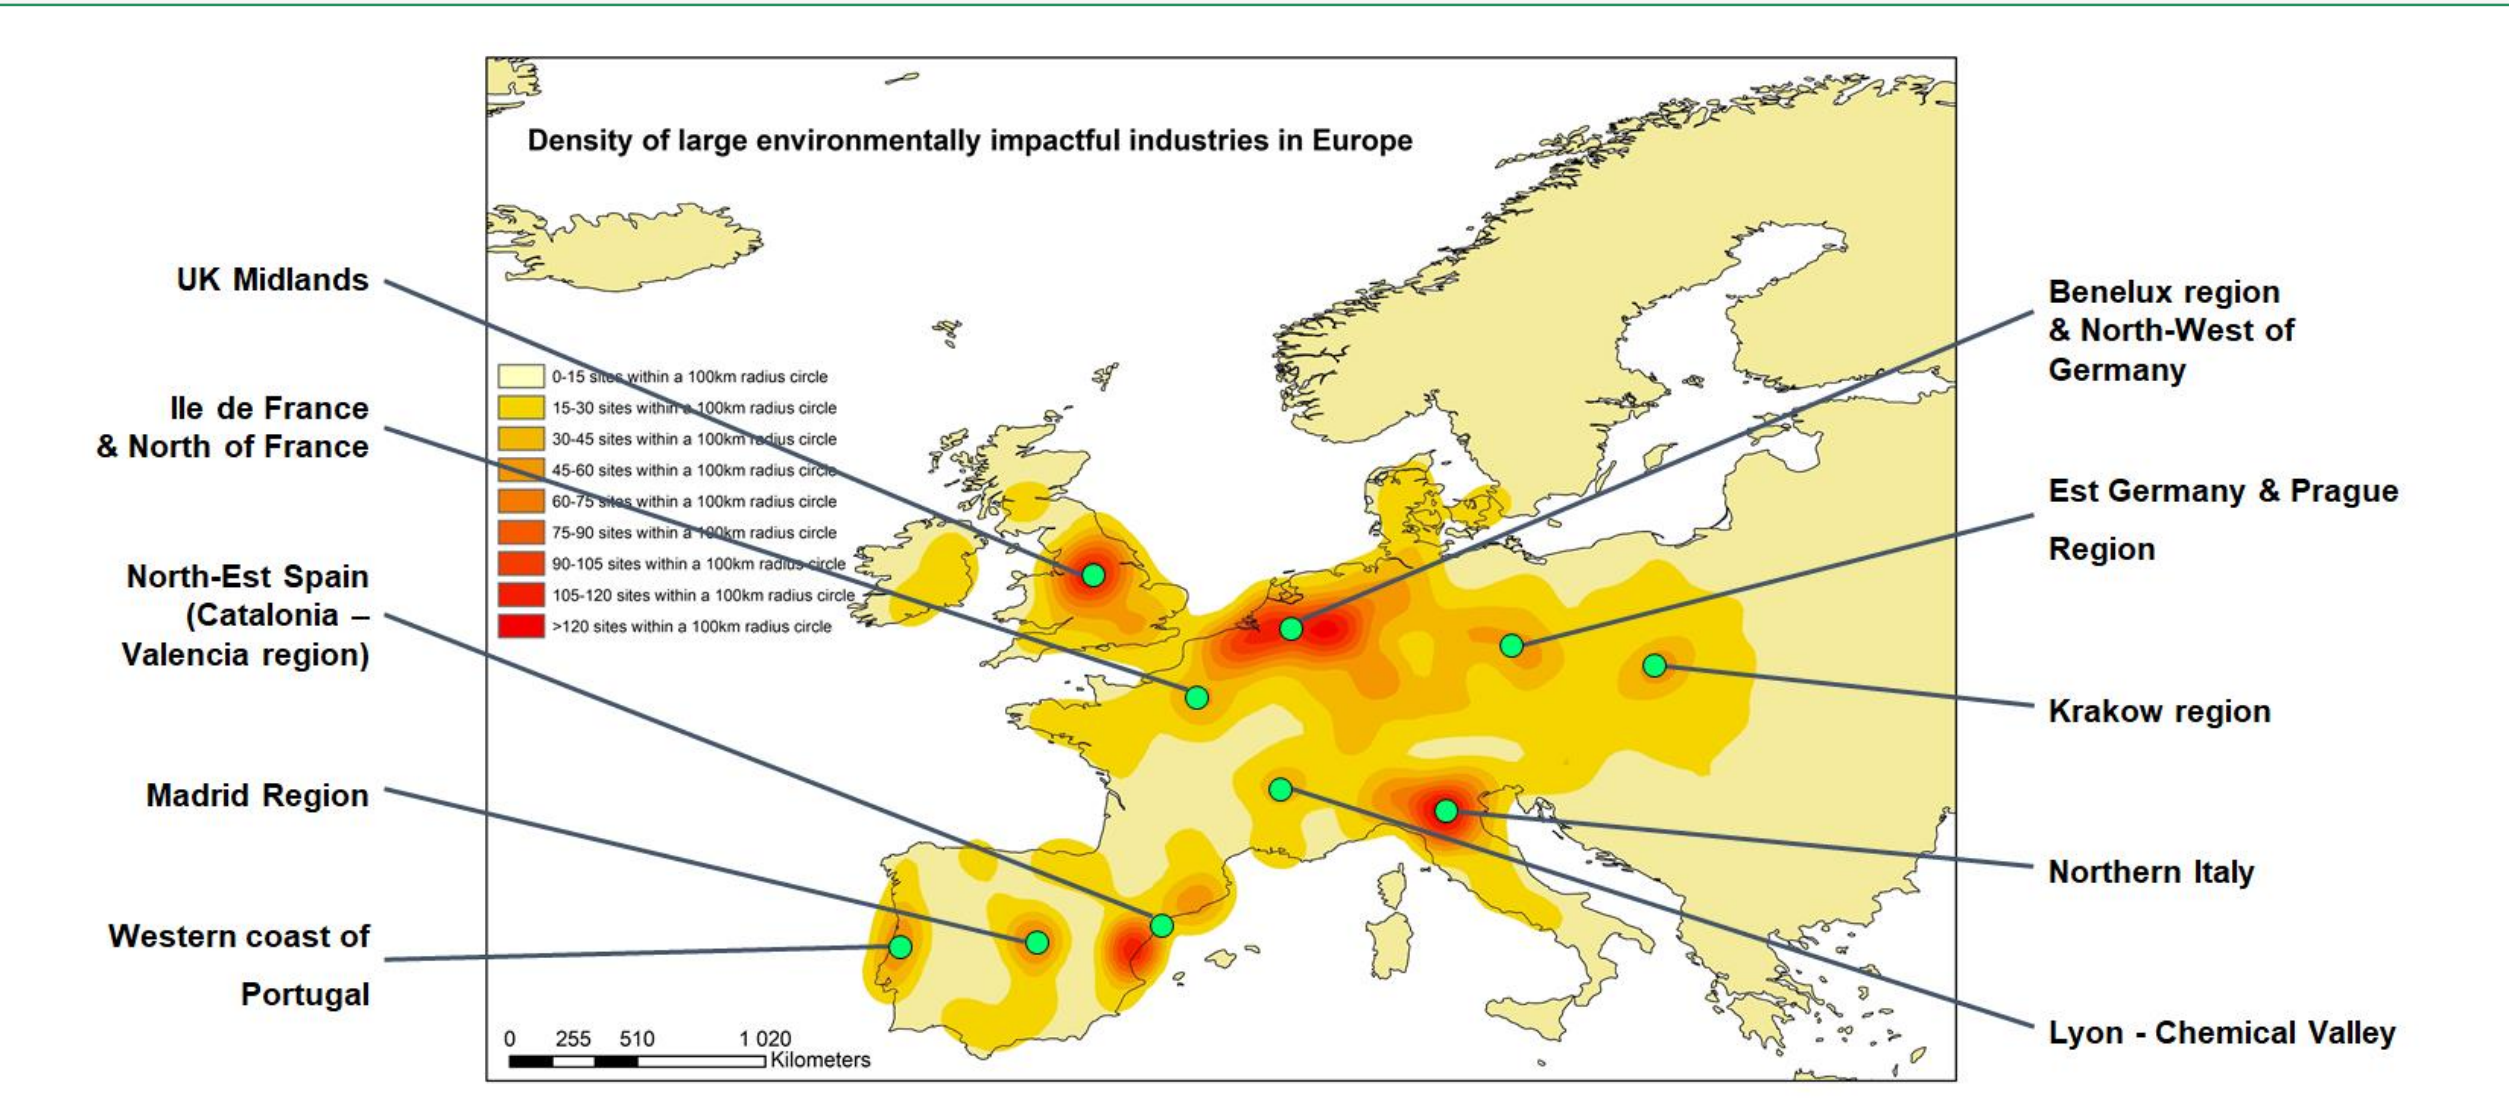 Density of large environmentally impactful industries in Europe
UK Midlands
Ile de France
& North of France
North-Est Spain
(Catalonia –
Valencia region)
Madrid Region
Western coast of
Portugal
0-15 sites within a 100km radius circle
15-30 sites within a 100km radius circle
30-45 sites within a 100km radius circle
45-60 sites within a 100km radius circle
60-75 sites within a 100km radius circle
75-90 sites within a 100km radius circle
90-105 sites within a 100km radius circle
105-120 sites within a 100km radius circle
>120 sites within a 100km radius circle
0 255 510 1 020
Kilometers
Benelux region
& North-West of
Germany
Est Germany & Prague
Region
Krakow region
Northern Italy
Lyon - Chemical Valley